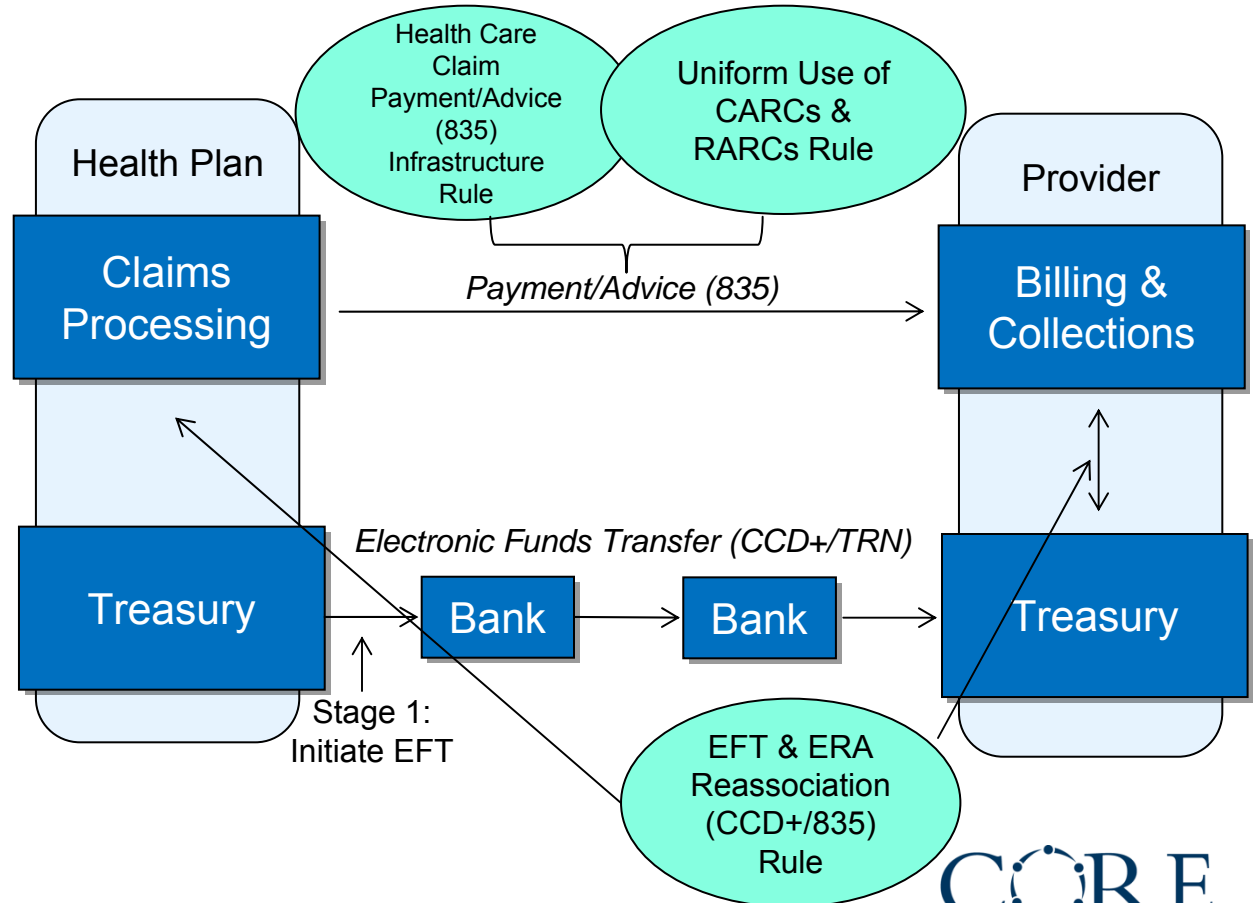 Health Care
Claim
Payment/Advice
(835)
Infrastructure
Rule
Uniform Use of
CARCs &
RARCs Rule
Health Plan
Provider
Claims
Processing
Payment/Advice (835)
Billing &
Collections
Electronic Funds Transfer (CCD+/TRN)
Treasury
Bank
Bank
Treasury
Stage 1:
Initiate EFT
EFT & ERA
Reassociation
(CCD+/835)
Rule
CORE